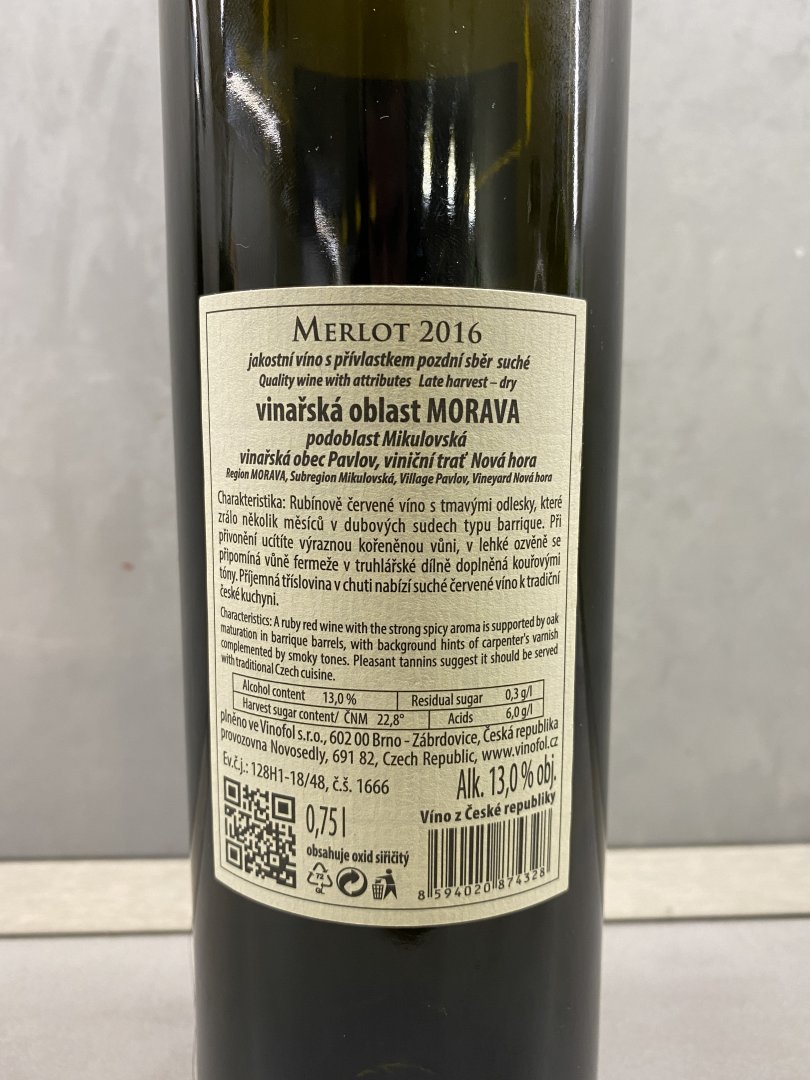 MERLOT 2016
jakostní víno s přívlastkem pozdní sběr suché
Quality wine with attributes Late harvest – dry
vinařská oblast MORAVA
podoblast Mikulovská
vinařská obec Pavlov, viniční trať Nová hora
Region MORAVA, Subregion Mikulovská, Village Pavlov, Vineyard Nová hora
Charakteristika: Rubínově červené víno s tmavými odlesky, které
zrálo několik měsíců v dubových sudech typu barrique. Při
přivonění ucítíte výraznou kořeněnou vůni, v lehké ozvěně se
připomíná vůně fermeže v truhlářské dílně doplněná kouřovými
tóny. Příjemná tříslovina v chuti nabízí suché červené víno k tradiční
české kuchyni.
Characteristics: A ruby red wine with the strong spicy aroma is supported by oak
maturation in barrique barrels, with background hints of carpenter's varnish
complemented by smoky tones. Pleasant tannins suggest it should be served
with traditional Czech cuisine.
Alcohol content 13,0 % Residual sugar 0,3 g/l
Harvest sugar content/ ČNM 22,8° Acids 6,0 g/l
plněno ve Vinofol s.r.o., 602 00 Brno - Zábrdovice, Česká republika
provozovna Novosedly, 691 82, Czech Republic, www.vinofol.cz
Ev.č.j.: 128H1-18/48, č.š. 1666
Alk. 13,0 % obj.
0,75 l
Víno z České republiky
obsahuje oxid siřičitý
72
GL
8 594020 874328